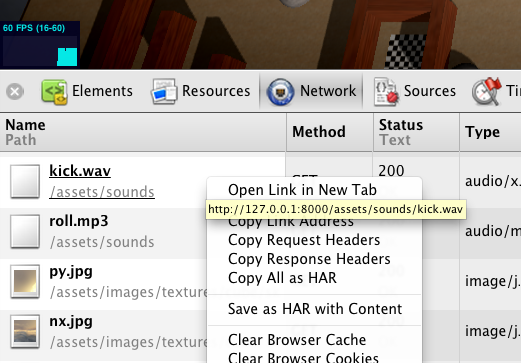 60 FPS (16-60)
Elements
Resources
Network
Sources
Name
Path
Method
Status
Text
Type
kick.wav
/assets/sounds
200
audio/x.
Open Link in New Tab
http://127.0.0.1:8000/assets/sounds/kick.wav
Copy Link Address
roll.mp3
/assets/sounds
audio/m
Copy Request Headers
Copy Response Headers
Copy All as HAR
py.jpg
/assets/images/texture
image/j.
Save as HAR with Content
nx.jpg
/assets/images/texture
image/j.
Clear Browser Cache
Clear Browser Cookies